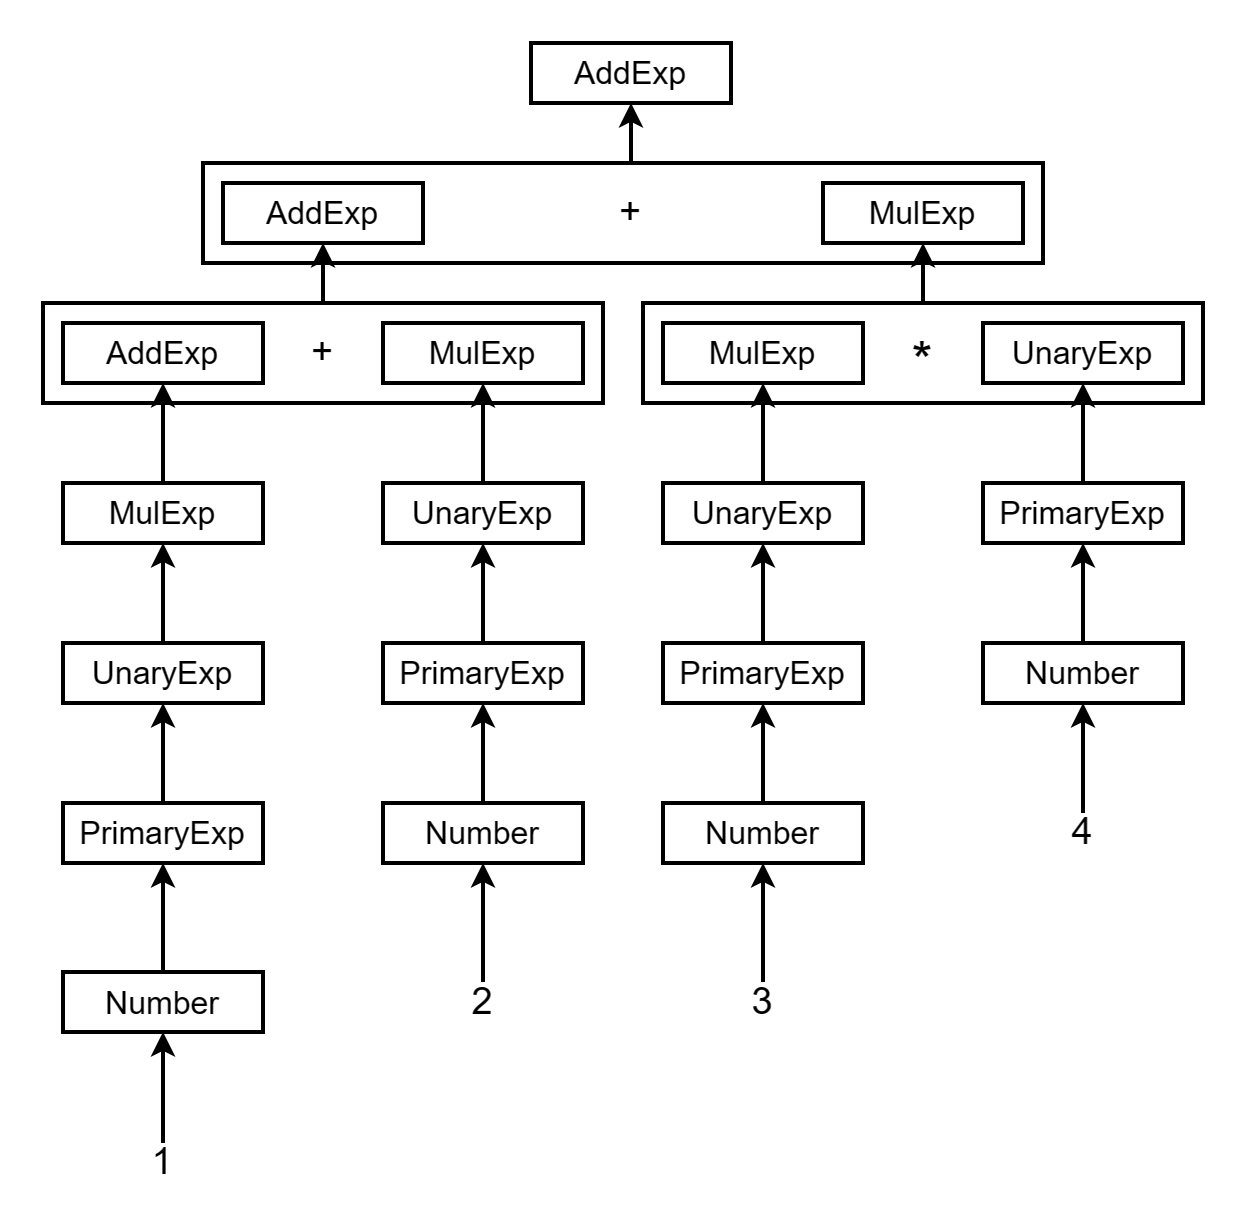 AddExp
AddExp + MulExp
AddExp + MulExp MulExp * UnaryExp
MulExp UnaryExp UnaryExp PrimaryExp
UnaryExp PrimaryExp PrimaryExp Number
PrimaryExp Number Number 4
Number 2 3
1